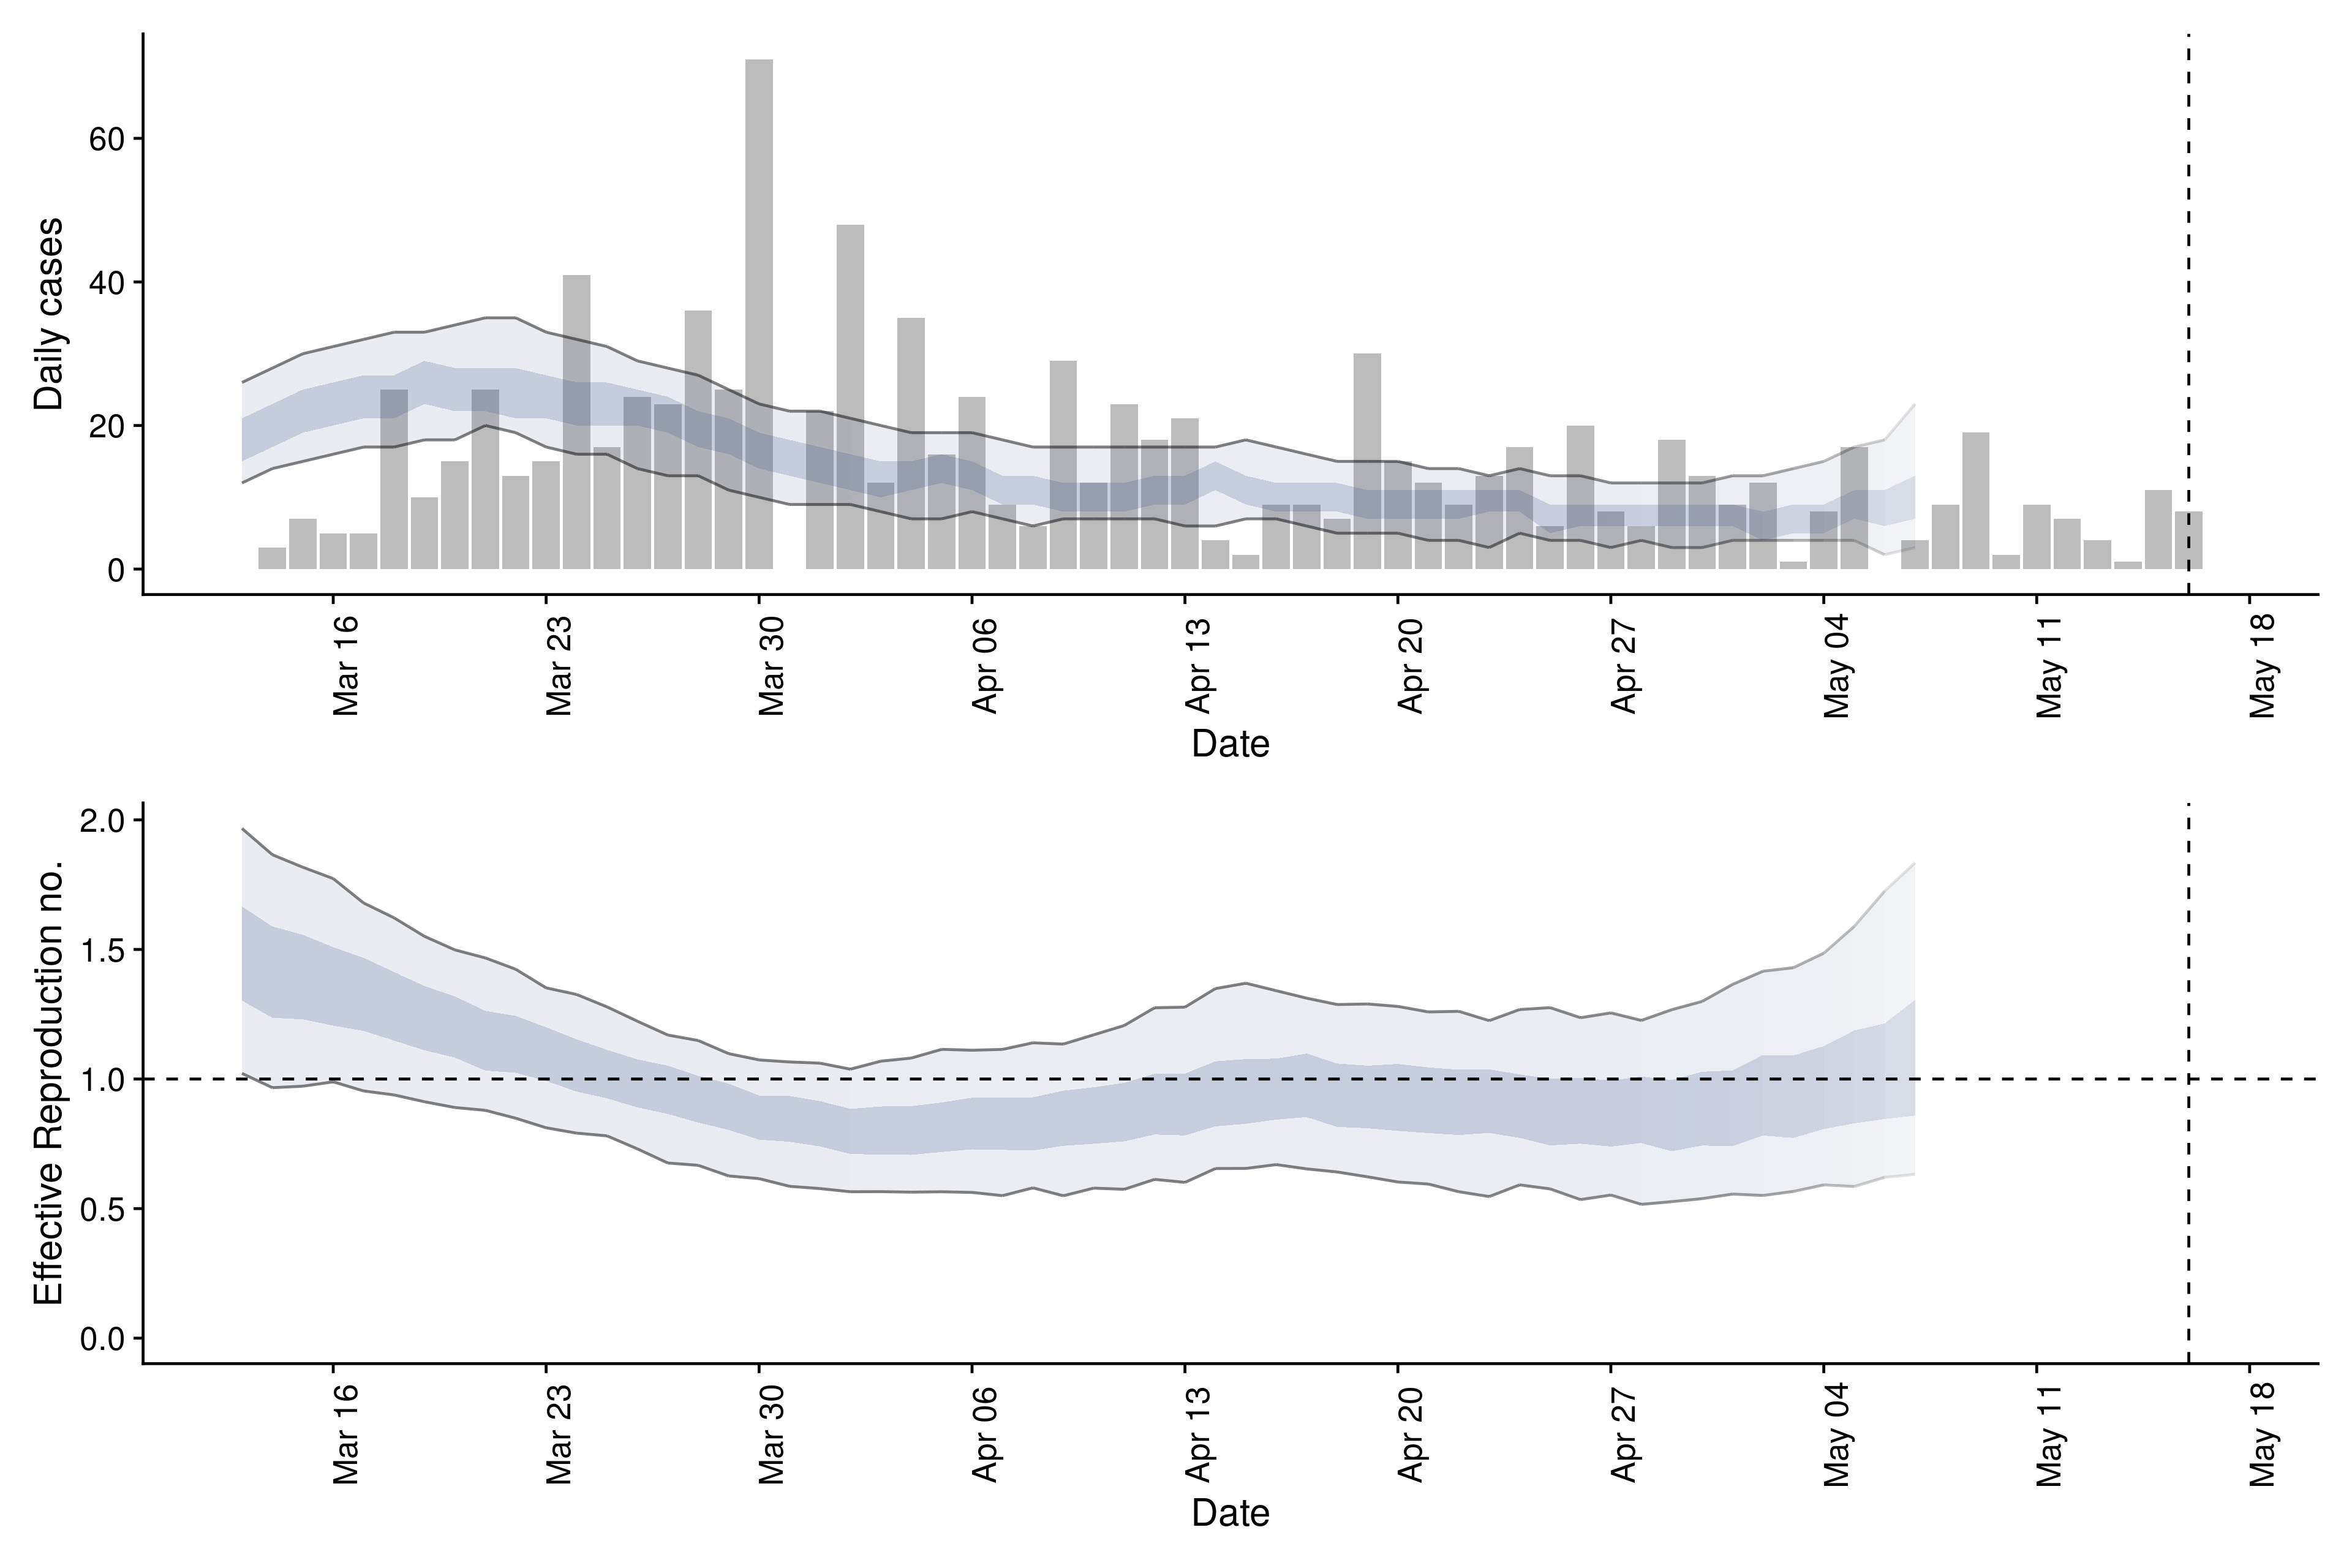 Daily cases
60
40
20
0
Mar 16
Mar 23
Mar 30
Apr 06
Apr 13
Apr 20
Apr 27
May 04
May 11
May 18
Date
Effective Reproduction no.
2.0
1.5
1.0
0.5
0.0
Mar 16
Mar 23
Mar 30
Apr 06
Apr 13
Apr 20
Apr 27
May 04
May 11
May 18
Date